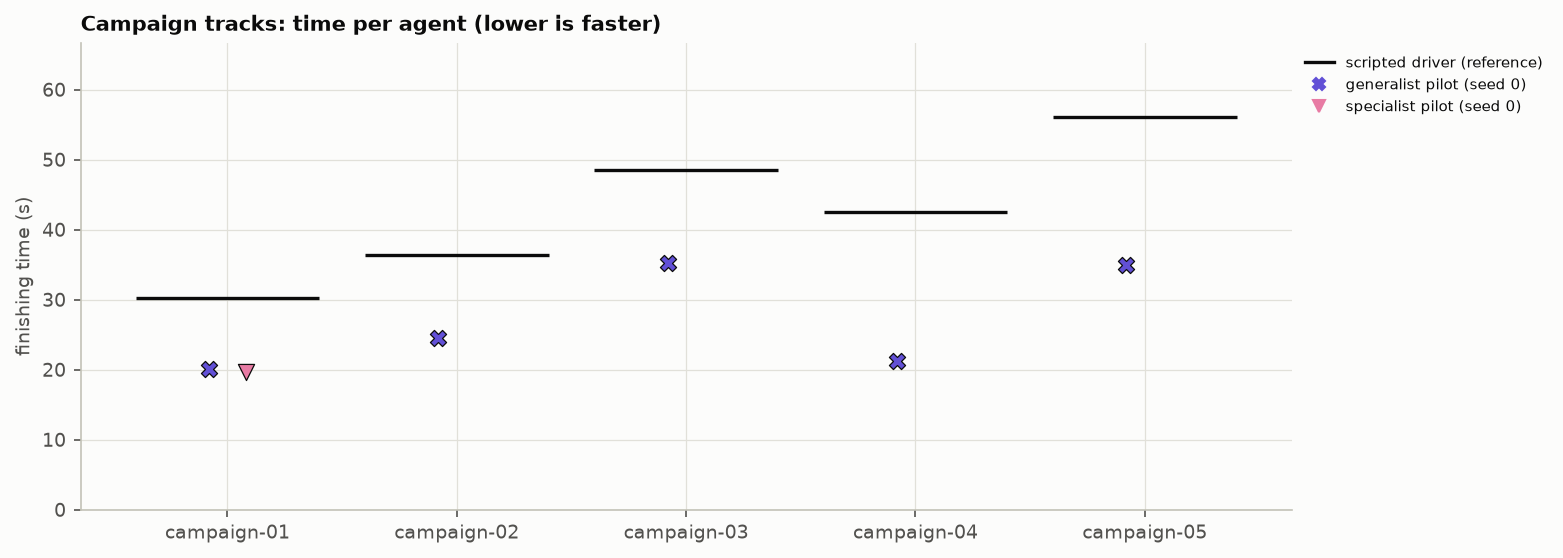 Campaign tracks: time per agent (lower is faster)
scripted driver (reference)
generalist pilot (seed 0)
specialist pilot (seed 0)
finishing time (s)
60
50
40
30
20
10
0
campaign-01
campaign-02
campaign-03
campaign-04
campaign-05